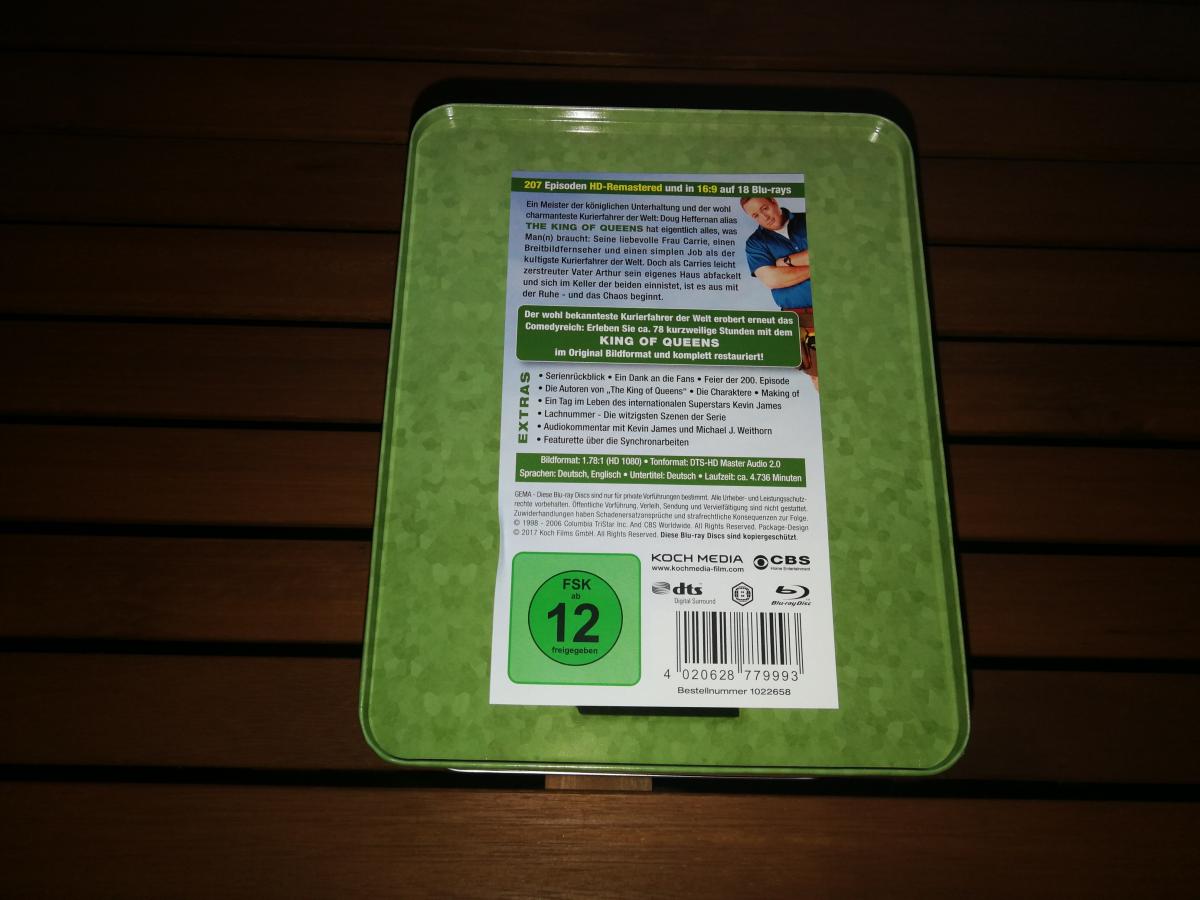 207 Episoden HD-Remastered und in 16:9 auf 18 Blu-rays
Ein Meister der königlichen Unterhaltung und der wohl
charmanteste Kurierfahrer der Welt: Doug Heffernan alias
THE KING OF QUEENS hat eigentlich alles, was
Man(n) braucht: Seine liebevolle Frau Carrie, einen
Breitbildfernseher und einen simplen Job als der
kultigste Kurierfahrer der Welt. Doch als Carries leicht
zerstreuter Vater Arthur sein eigenes Haus abfackelt
und sich im Keller der beiden einnistet, ist es aus mit
der Ruhe - und das Chaos beginnt.
Der wohl bekannteste Kurierfahrer der Welt erobert erneut das
Comedyreich: Erleben Sie ca. 78 kurzweilige Stunden mit dem
KING OF QUEENS
im Original Bildformat und komplett restauriert!
EXTRAS
• Serienrückblick • Ein Dank an die Fans • Feier der 200. Episode
• Die Autoren von „The King of Queens“ • Die Charaktere • Making of
• Ein Tag im Leben des internationalen Superstars Kevin James
• Lachnummer - Die witzigsten Szenen der Serie
• Audiokommentar mit Kevin James und Michael J. Weithorn
• Featurette über die Synchronarbeiten
Bildformat: 1.78:1 (HD 1080) • Tonformat: DTS-HD Master Audio 2.0
Sprachen: Deutsch, Englisch • Untertitel: Deutsch • Laufzeit: ca. 4.736 Minuten
GEMA - Diese Blu-ray Discs sind nur für private Vorführungen bestimmt. Alle Urheber- und Leistungsschutz-
rechte vorbehalten. Öffentliche Vorführung, Verleih, Sendung und Vervielfältigung sind nicht gestattet.
Zuwiderhandlungen haben Schadenersatzansprüche und strafrechtliche Konsequenzen zur Folge.
© 1998 - 2006 Columbia TriStar Inc. And CBS Worldwide. All Rights Reserved. Package-Design
© 2017 Koch Films GmbH. All Rights Reserved. Diese Blu-ray Discs sind kopiergeschützt.
FSK
ab
12
freigegeben
KOCH MEDIA
www.kochmedia-film.com
CBS
Home Entertainment
dts
Digital Surround
Blu-ray Disc
4 020628 779993
Bestellnummer 1022658